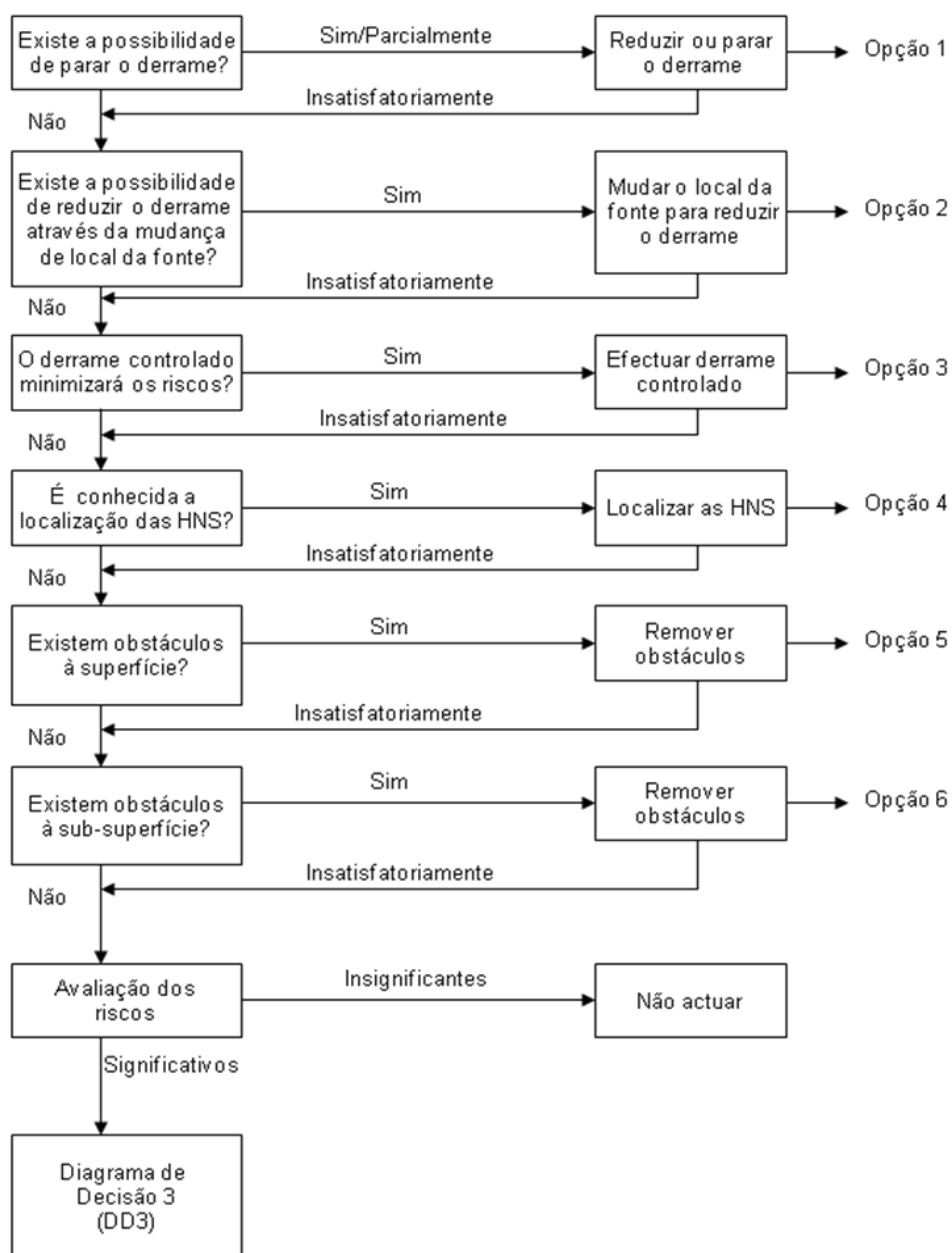 Existe a possibilidade
de parar o derrame?
Sim/Parcialmente
Reduzir ou parar
o derrame
Opção 1
Insatisfatoriamente
Não
Existe a possibilidade
de reduzir o derrame
através da mudança
de local da fonte?
Sim
Mudar o local da
fonte para reduzir
o derrame
Opção 2
Insatisfatoriamente
Não
O derrame controlado
minimizará os riscos?
Sim
Efectuar derrame
controlado
Opção 3
Insatisfatoriamente
Não
É conhecida a
localização das HNS?
Sim
Localizar as HNS
Opção 4
Insatisfatoriamente
Não
Existem obstáculos
à superfície?
Sim
Remover
obstáculos
Opção 5
Insatisfatoriamente
Não
Existem obstáculos
à sub-superfície?
Sim
Remover
obstáculos
Opção 6
Insatisfatoriamente
Não
Avaliação dos
riscos
Insignificantes
Não actuar
Significativos
Diagrama de
Decisão 3
(DD3)